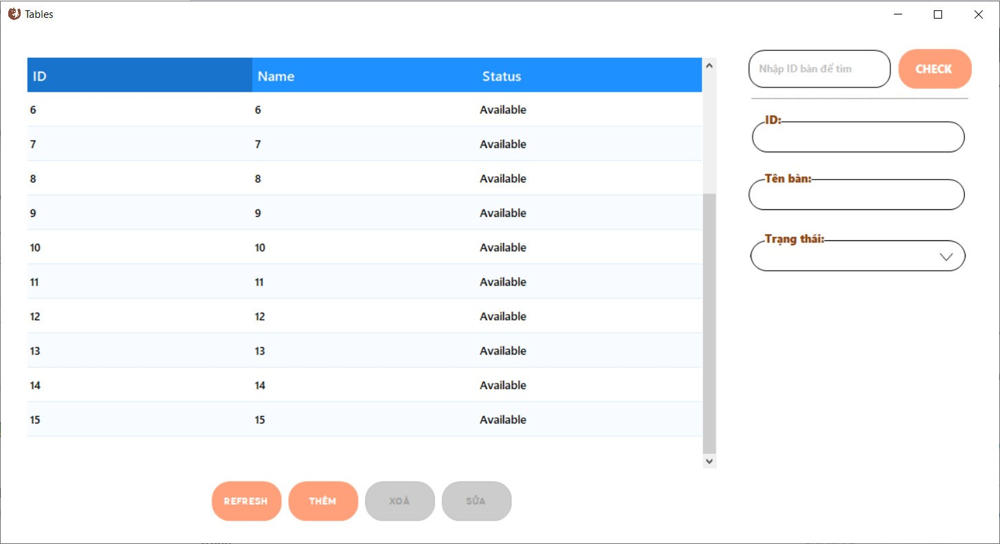 Tables
ID Name Status
6 6 Available
7 7 Available
8 8 Available
9 9 Available
10 10 Available
11 11 Available
12 12 Available
13 13 Available
14 14 Available
15 15 Available
REFRESH THÊM XOÁ SỬA
Nhập ID bàn để tìm CHECK
ID:
Tên bàn:
Trạng thái: